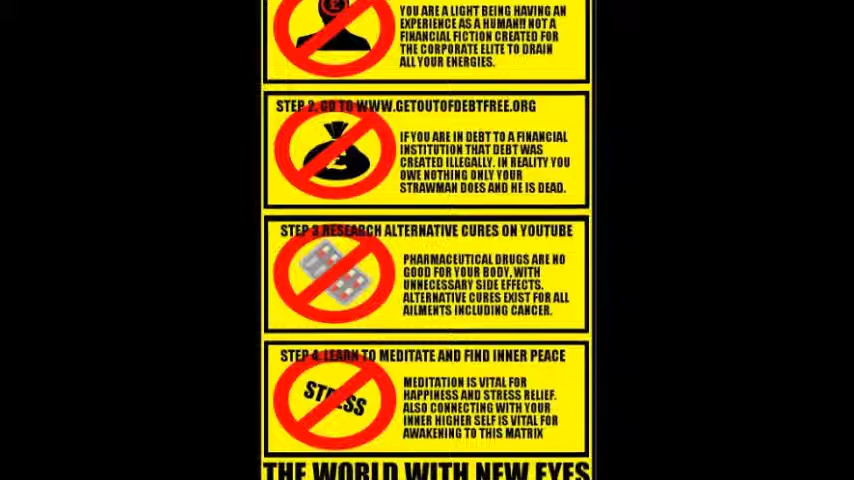 YOU ARE A LIGHT BEING HAVING AN
EXPERIENCE AS A HUMAN!! NOT A
FINANCIAL FICTION CREATED FOR
THE CORPORATE ELITE TO DRAIN
ALL YOUR ENERGIES.
STEP 2. GO TO WWW.GETOUTOFDEBTFREE.ORG
IF YOU ARE IN DEBT TO A FINANCIAL
INSTITUTION THAT DEBT WAS
CREATED ILLEGALLY. IN REALITY YOU
OWE NOTHING ONLY YOUR
STRAWMAN DOES AND HE IS DEAD.
STEP 3 RESEARCH ALTERNATIVE CURES ON YOUTUBE
PHARMACEUTICAL DRUGS ARE NO
GOOD FOR YOUR BODY, WITH
UNNECESSARY SIDE EFFECTS.
ALTERNATIVE CURES EXIST FOR ALL
AILMENTS INCLUDING CANCER.
STEP 4. LEARN TO MEDITATE AND FIND INNER PEACE
STRESS
MEDITATION IS VITAL FOR
HAPPINESS AND STRESS RELIEF.
ALSO CONNECTING WITH YOUR
INNER HIGHER SELF IS VITAL FOR
AWAKENING TO THIS MATRIX
THE WORLD WITH NEW EYES